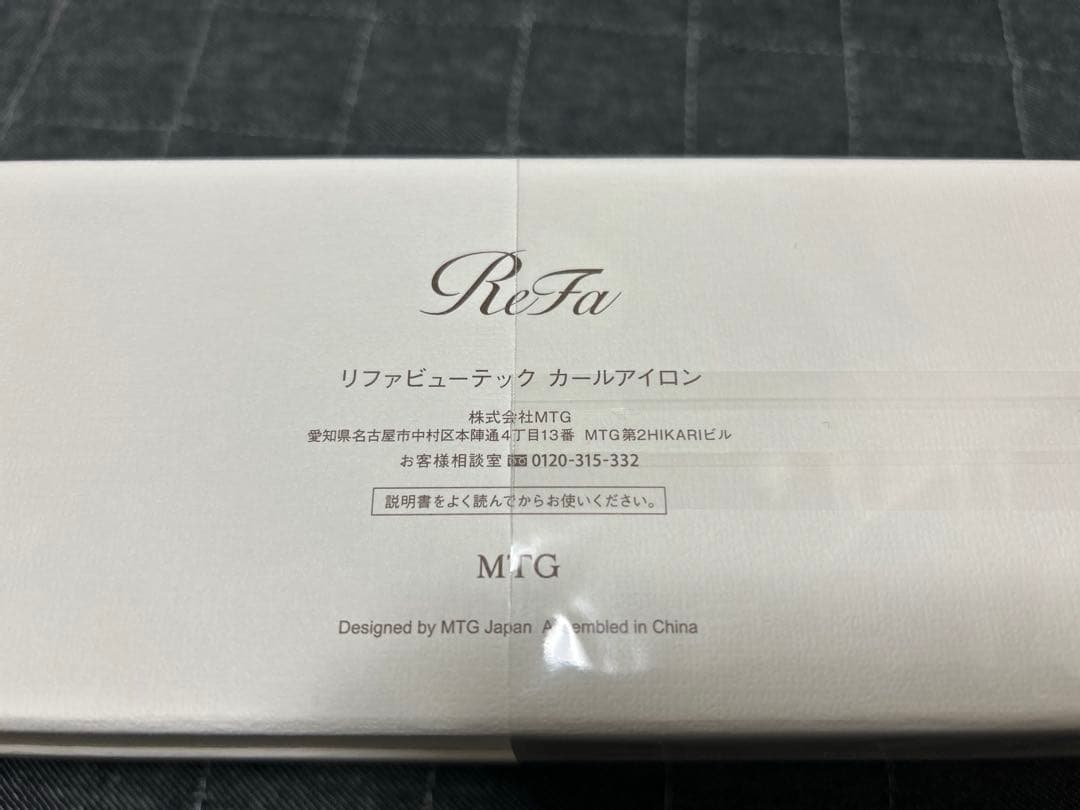 ReFa
リファビューテック カールアイロン
株式会社MTG
愛知県名古屋市中村区本陣通4丁目13番 MTG第2HIKARIビル
お客様相談室 0120-315-332
説明書をよく読んでからお使いください。
MTG
Designed by MTG Japan Assembled in China